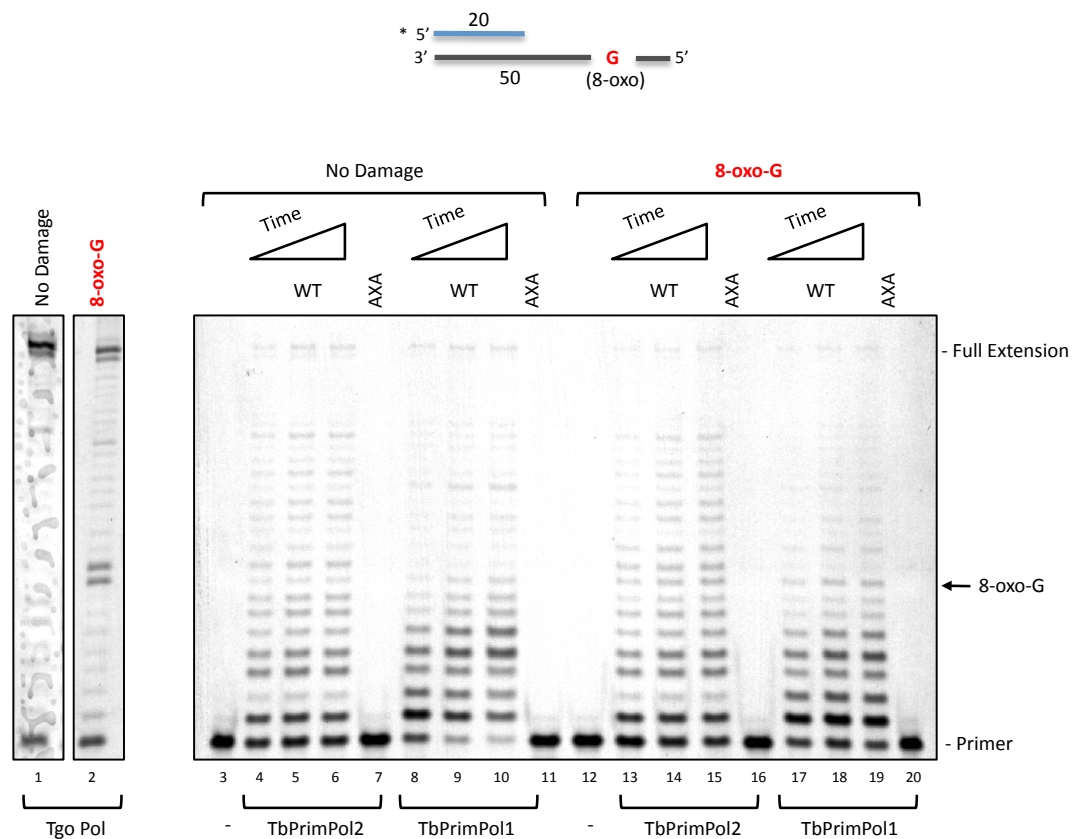 20
* 5’
3’ G 5’
50 (8-oxo)
No Damage
8-oxo-G
No Damage
8-oxo-G
Time
Time
Time
Time
WT
AXA
WT
AXA
WT
AXA
WT
AXA
- Full Extension
8-oxo-G
- Primer
1 2 3 4 5 6 7 8 9 10 11 12 13 14 15 16 17 18 19 20
Tgo Pol - TbPrimPol2 TbPrimPol1 - TbPrimPol2 TbPrimPol1